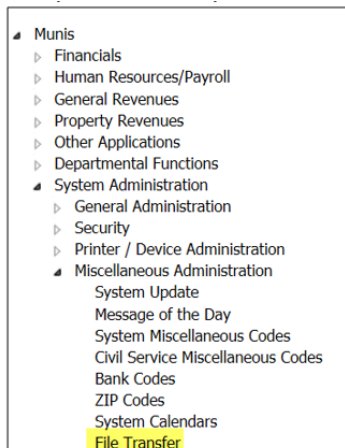 Munis
Financials
Human Resources/Payroll
General Revenues
Property Revenues
Other Applications
Departmental Functions
System Administration
General Administration
Security
Printer / Device Administration
Miscellaneous Administration
System Update
Message of the Day
System Miscellaneous Codes
Civil Service Miscellaneous Codes
Bank Codes
ZIP Codes
System Calendars
File Transfer